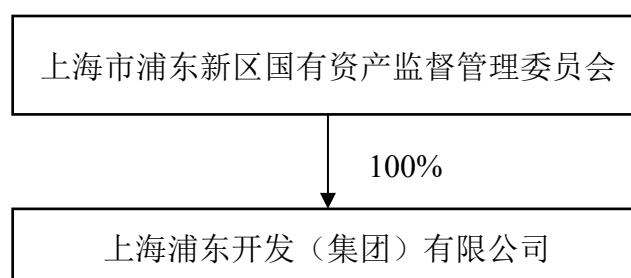 上海市浦东新区国有资产监督管理委员会
100%
上海浦东开发（集团）有限公司